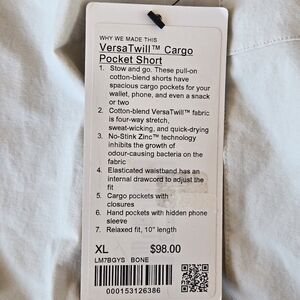 WHY WE MADE THIS
VersaTwill™ Cargo
Pocket Short
1. Stow and go. These pull-on
cotton-blend shorts have
spacious cargo pockets for your
wallet, phone, and even a snack
or two
2. Cotton-blend VersaTwill™ fabric
is four-way stretch,
sweat-wicking, and quick-drying
3. No-Stink Zinc™ technology
inhibits the growth of
odour-causing bacteria on the
fabric
4. Elasticated waistband has an
internal drawcord to adjust the
fit
5. Cargo pockets with
closures
6. Hand pockets with hidden phone
sleeve
7. Relaxed fit, 10" length
XL $98.00
LM7BGYS BONE
000153126386